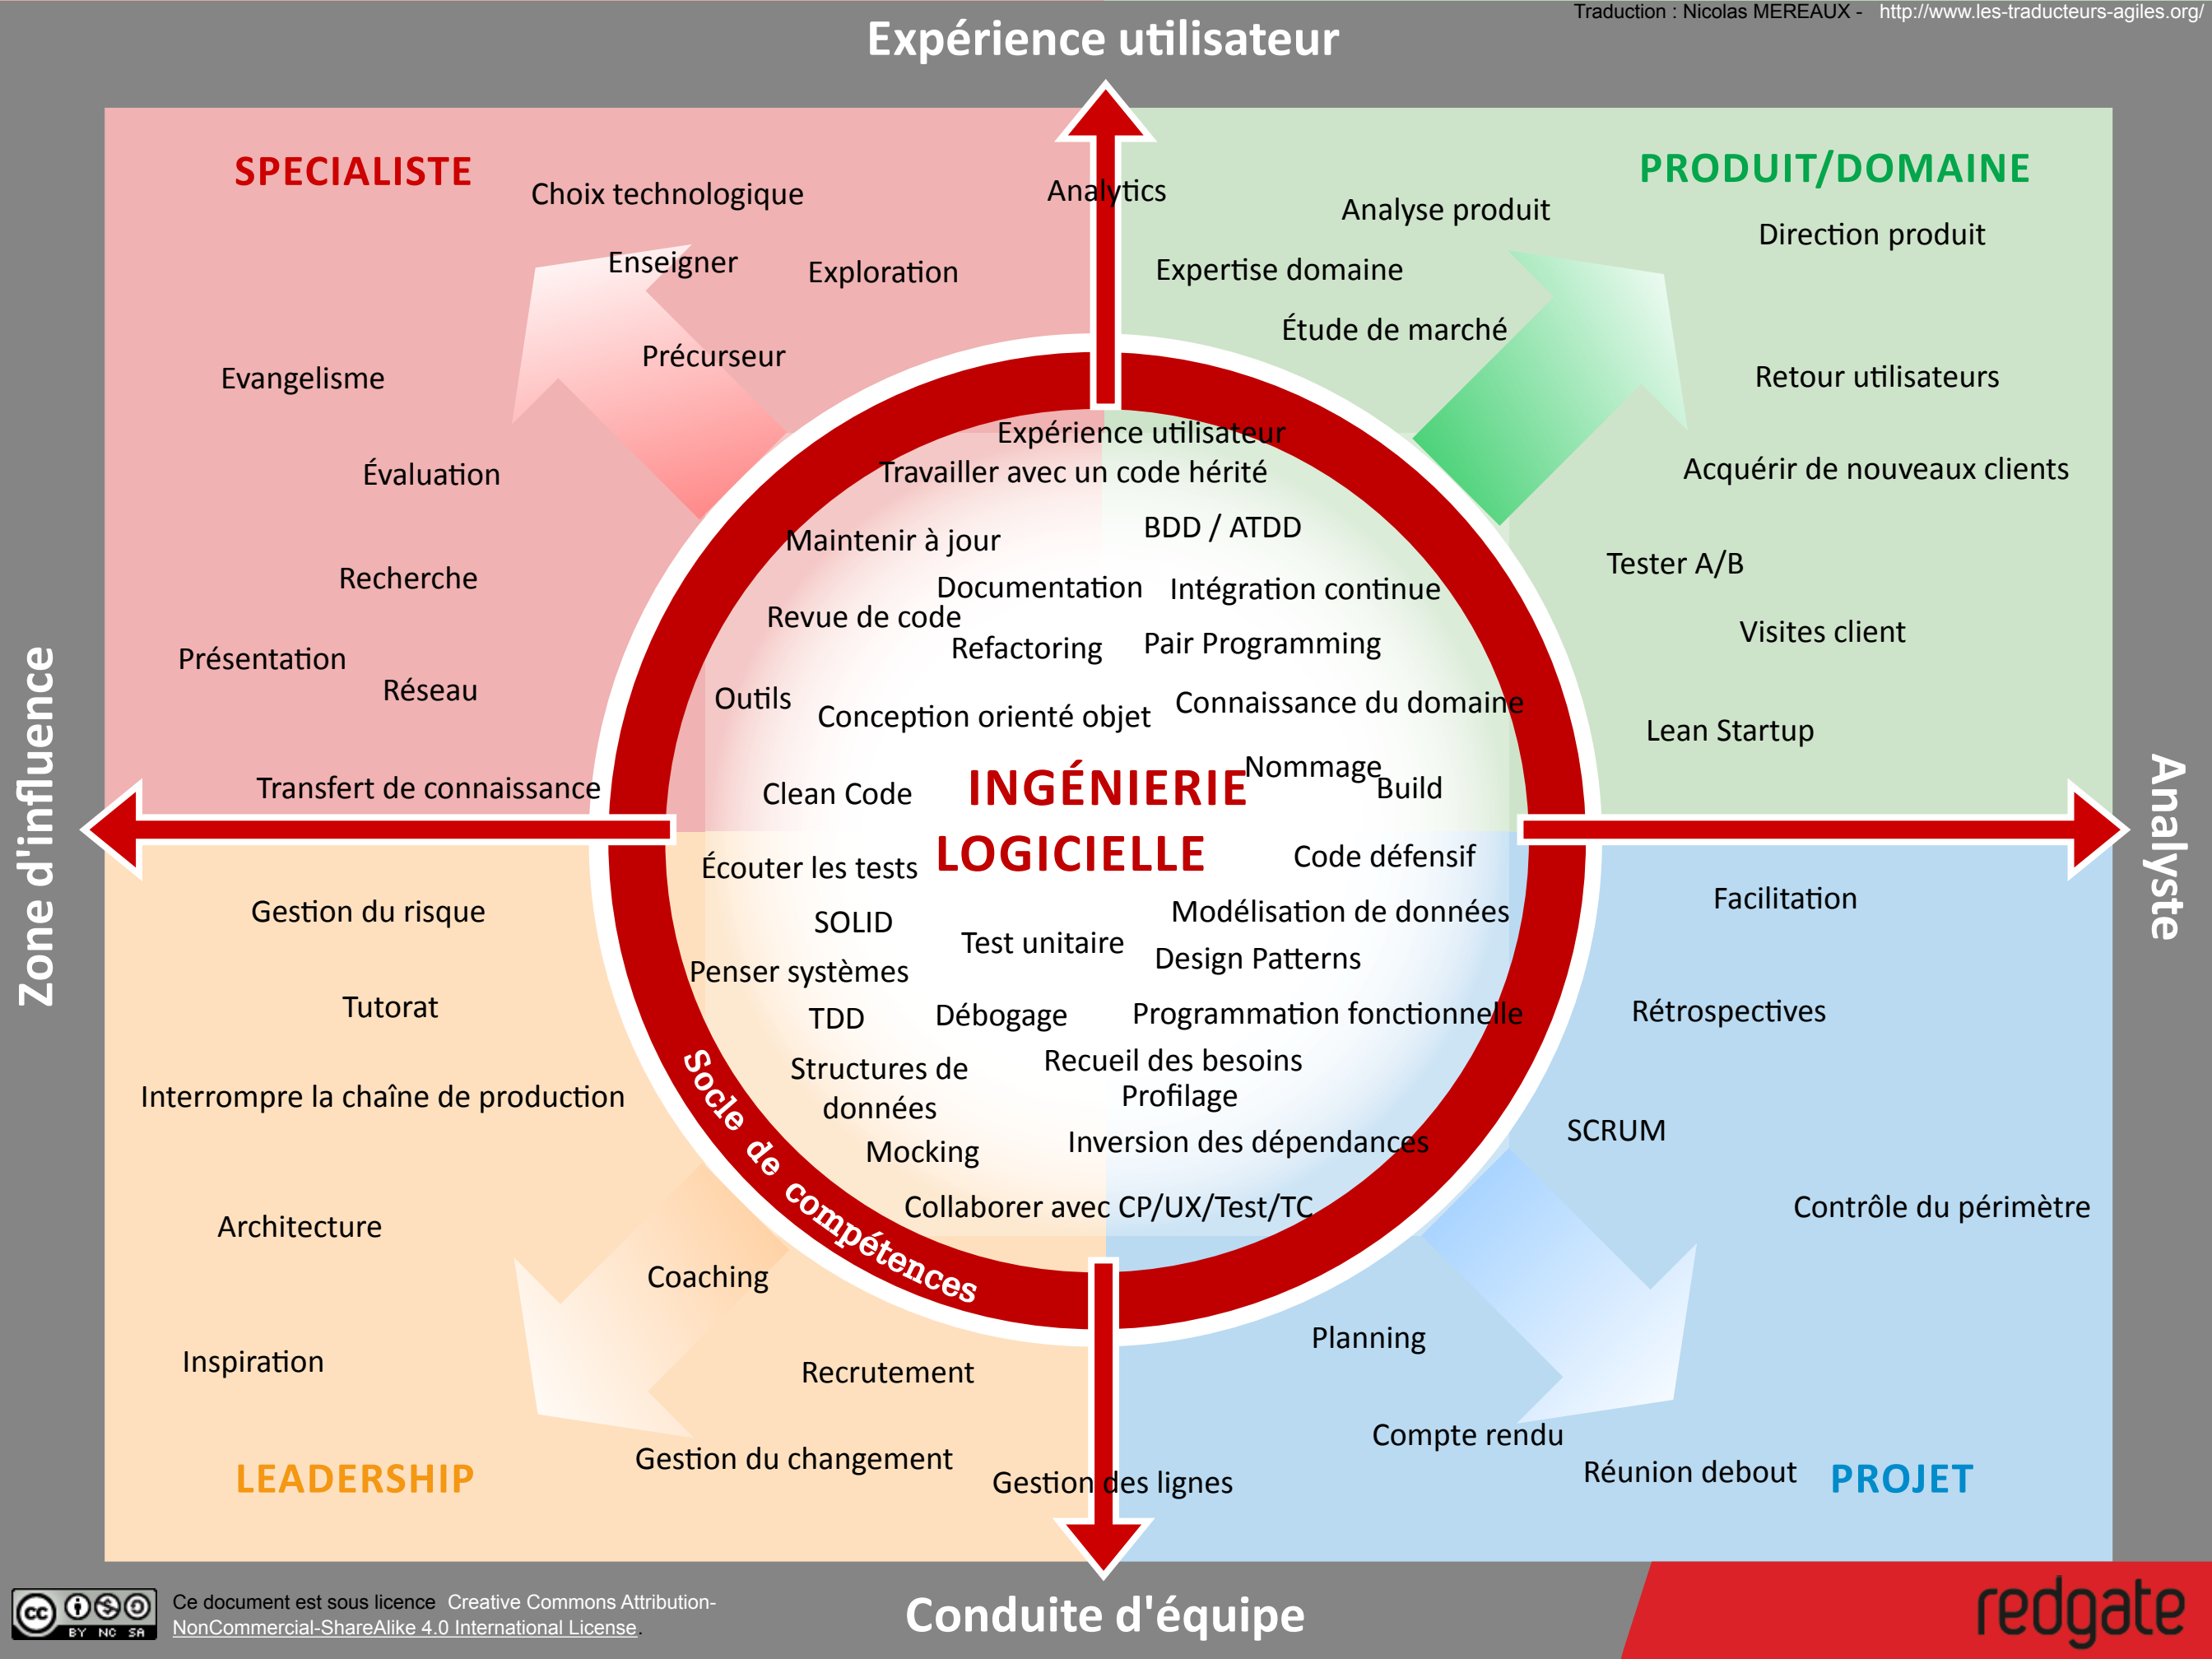 Traduction : Nicolas MEREAUX - http://www.les-traducteurs-agiles.org/
Expérience utilisateur
SPECIALISTE
Choix technologique
Enseigner
Exploration
Précurseur
Evangelisme
Évaluation
Recherche
Présentation
Réseau
Transfert de connaissance
Analytics
PRODUIT/DOMAINE
Analyse produit
Direction produit
Expertise domaine
Étude de marché
Retour utilisateurs
Acquérir de nouveaux clients
Tester A/B
Visites client
Lean Startup
Zone d'influence
Analyste
Expérience utilisateur
Travailler avec un code hérité
Maintenir à jour
BDD / ATDD
Documentation
Intégration continue
Revue de code
Refactoring
Pair Programming
Outils
Conception orienté objet
Connaissance du domaine
Nommage
Build
Clean Code
INGÉNIERIE
LOGICIELLE
Écouter les tests
Code défensif
SOLID
Modélisation de données
Test unitaire
Design Patterns
Penser systèmes
TDD
Débogage
Programmation fonctionnelle
Structures de
données
Recueil des besoins
Profilage
Mocking
Inversion des dépendances
Collaborer avec CP/UX/Test/TC
Socle de compétences
Gestion du risque
Tutorat
Interrompre la chaîne de production
Architecture
Coaching
Inspiration
Recrutement
Gestion du changement
LEADERSHIP
Gestion des lignes
Facilitation
Rétrospectives
SCRUM
Contrôle du périmètre
Planning
Compte rendu
Réunion debout
PROJET
Conduite d'équipe
cc BY NC SA
Ce document est sous licence Creative Commons Attribution-
NonCommercial-ShareAlike 4.0 International License.
redgate